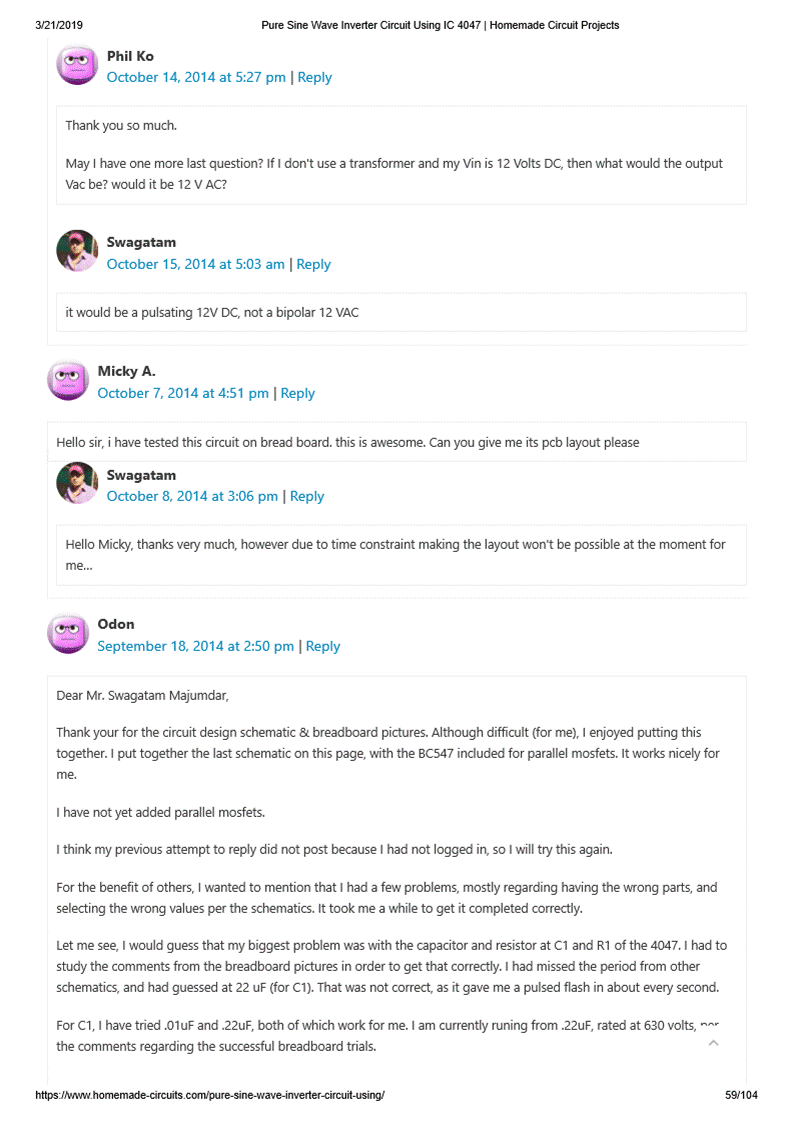 3/21/2019
Pure Sine Wave Inverter Circuit Using IC 4047 | Homemade Circuit Projects
Phil Ko
October 14, 2014 at 5:27 pm | Reply
Thank you so much.
May I have one more last question? If I don't use a transformer and my Vin is 12 Volts DC, then what would the output
Vac be? would it be 12 V AC?
Swagatam
October 15, 2014 at 5:03 am | Reply
it would be a pulsating 12V DC, not a bipolar 12 VAC
Micky A.
October 7, 2014 at 4:51 pm | Reply
Hello sir, i have tested this circuit on bread board. this is awesome. Can you give me its pcb layout please
Swagatam
October 8, 2014 at 3:06 pm | Reply
Hello Micky, thanks very much, however due to time constraint making the layout won't be possible at the moment for
me...
Odon
September 18, 2014 at 2:50 pm | Reply
Dear Mr. Swagatam Majumdar,
Thank your for the circuit design schematic & breadboard pictures. Although difficult (for me), I enjoyed putting this
together. I put together the last schematic on this page, with the BC547 included for parallel mosfets. It works nicely for
me.
I have not yet added parallel mosfets.
I think my previous attempt to reply did not post because I had not logged in, so I will try this again.
For the benefit of others, I wanted to mention that I had a few problems, mostly regarding having the wrong parts, and
selecting the wrong values per the schematics. It took me a while to get it completed correctly.
Let me see, I would guess that my biggest problem was with the capacitor and resistor at C1 and R1 of the 4047. I had to
study the comments from the breadboard pictures in order to get that correctly. I had missed the period from other
schematics, and had guessed at 22 uF (for C1). That was not correct, as it gave me a pulsed flash in about every second.
For C1, I have tried .01uF and .22uF, both of which work for me. I am currently runing from .22uF, rated at 630 volts,
the comments regarding the successful breadboard trials.
https://www.homemade-circuits.com/pure-sine-wave-inverter-circuit-using/
59/104